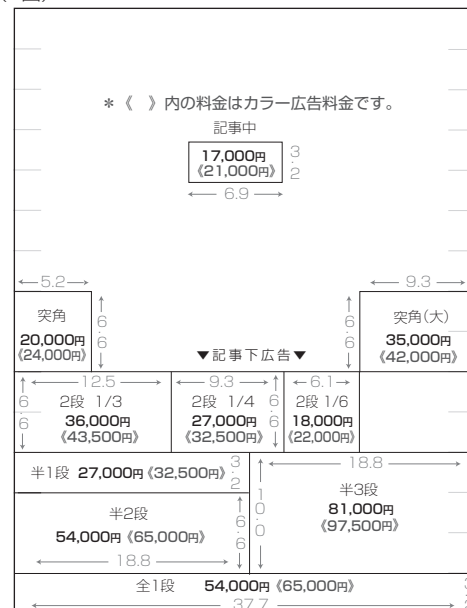 *《　》内の料金はカラー広告料金です。
記事中
17,000円
《21,000円》
3.2
6.9
5.2
9.3
突角
20,000円
《24,000円》
6.6
6.6
突角(大)
35,000円
《42,000円》
▼記事下広告▼
12.5
9.3
6.1
6.6
2段 1/3
36,000円
《43,500円》
2段 1/4
27,000円
《32,500円》
6.6
2段 1/6
18,000円
《22,000円》
半1段 27,000円《32,500円》
3.2
18.8
10.0
半3段
81,000円
《97,500円》
半2段
54,000円《65,000円》
6.6
18.8
全1段 54,000円《65,000円》
37.7